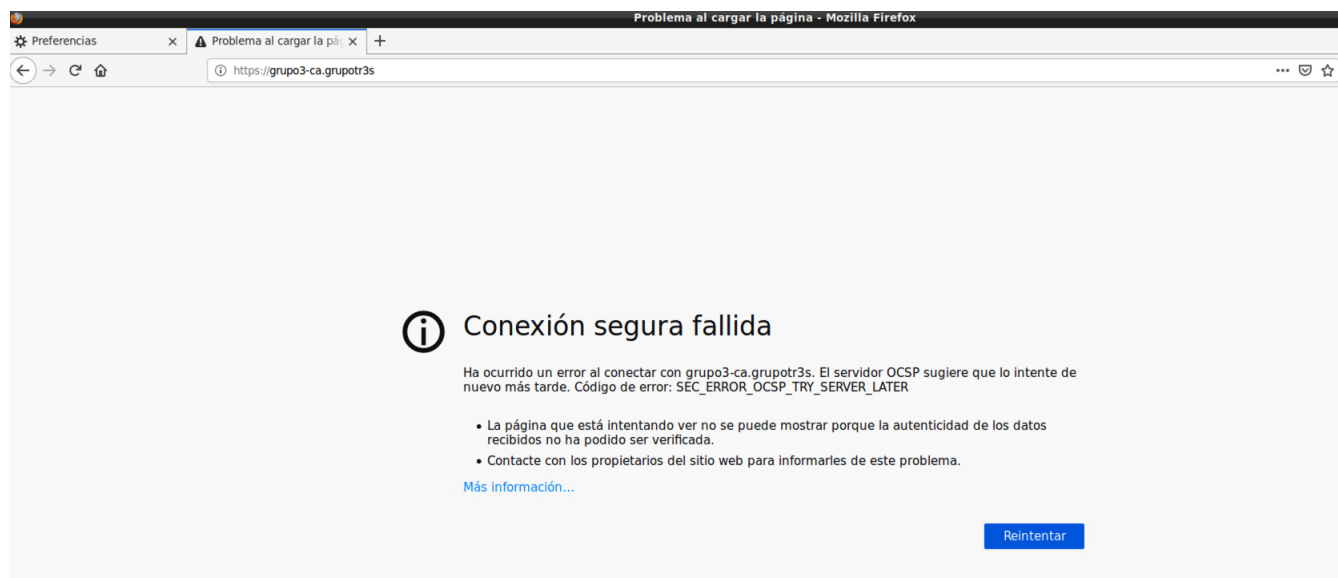 Problema al cargar la página - Mozilla Firefox
Preferencias
Problema al cargar la pág
https://grupo3-ca.grupotr3s
Conexión segura fallida
Ha ocurrido un error al conectar con grupo3-ca.grupotr3s. El servidor OCSP sugiere que lo intente de
nuevo más tarde. Código de error: SEC_ERROR_OCSP_TRY_SERVER_LATER
• La página que está intentando ver no se puede mostrar porque la autenticidad de los datos
recibidos no ha podido ser verificada.
• Contacte con los propietarios del sitio web para informarles de este problema.
Más información...
Reintentar